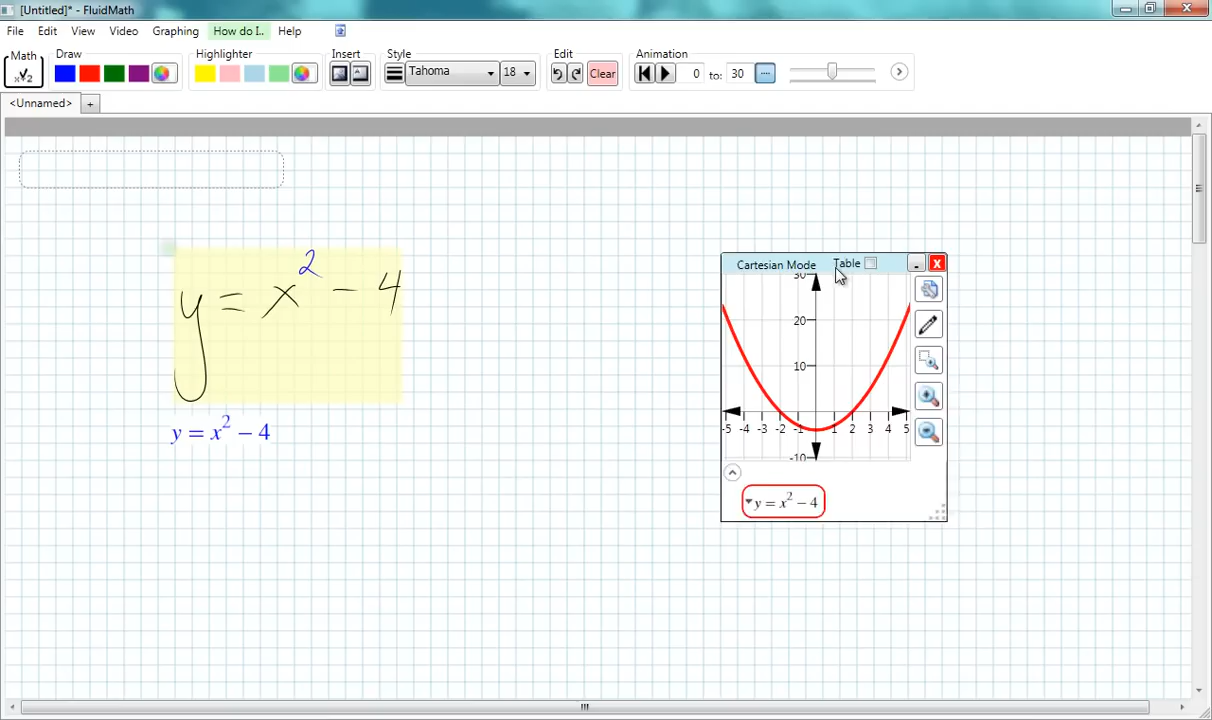 [Untitled]* - FluidMath
File Edit View Video Graphing How do I.. Help
Math Draw Highlighter Insert Style Edit Animation
√x2 Tahoma 18 Clear 0 to: 30 ...
<Unnamed> +
y = x² - 4
y = x² − 4
Cartesian Mode Table
30
20
10
-5 -4 -3 -2 -1 1 2 3 4 5
-10
y = x² − 4